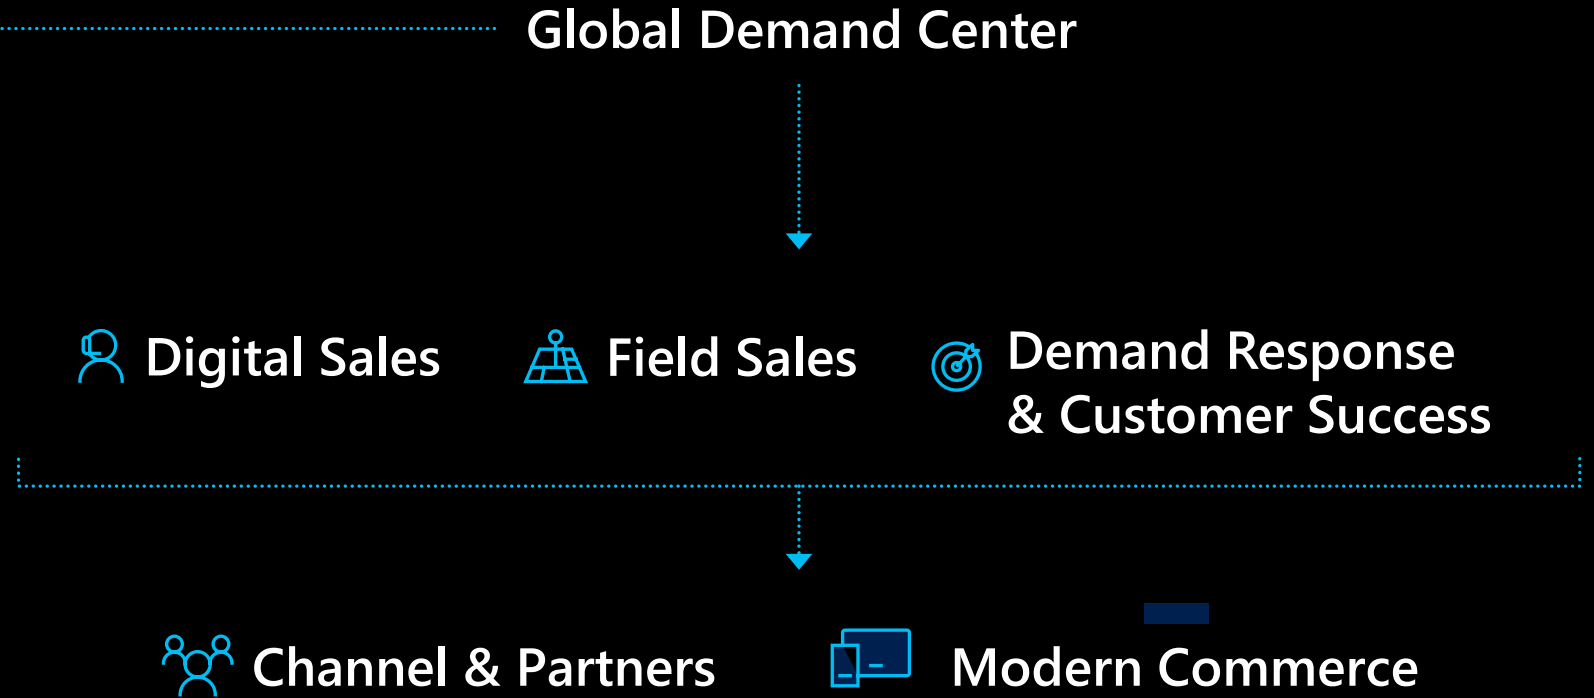 Global Demand Center
Digital Sales
Field Sales
Demand Response
& Customer Success
Channel & Partners
Modern Commerce